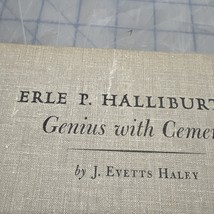 ERLE P. HALLIBURT
Genius with Cemen
by J. EVETTS HALEY